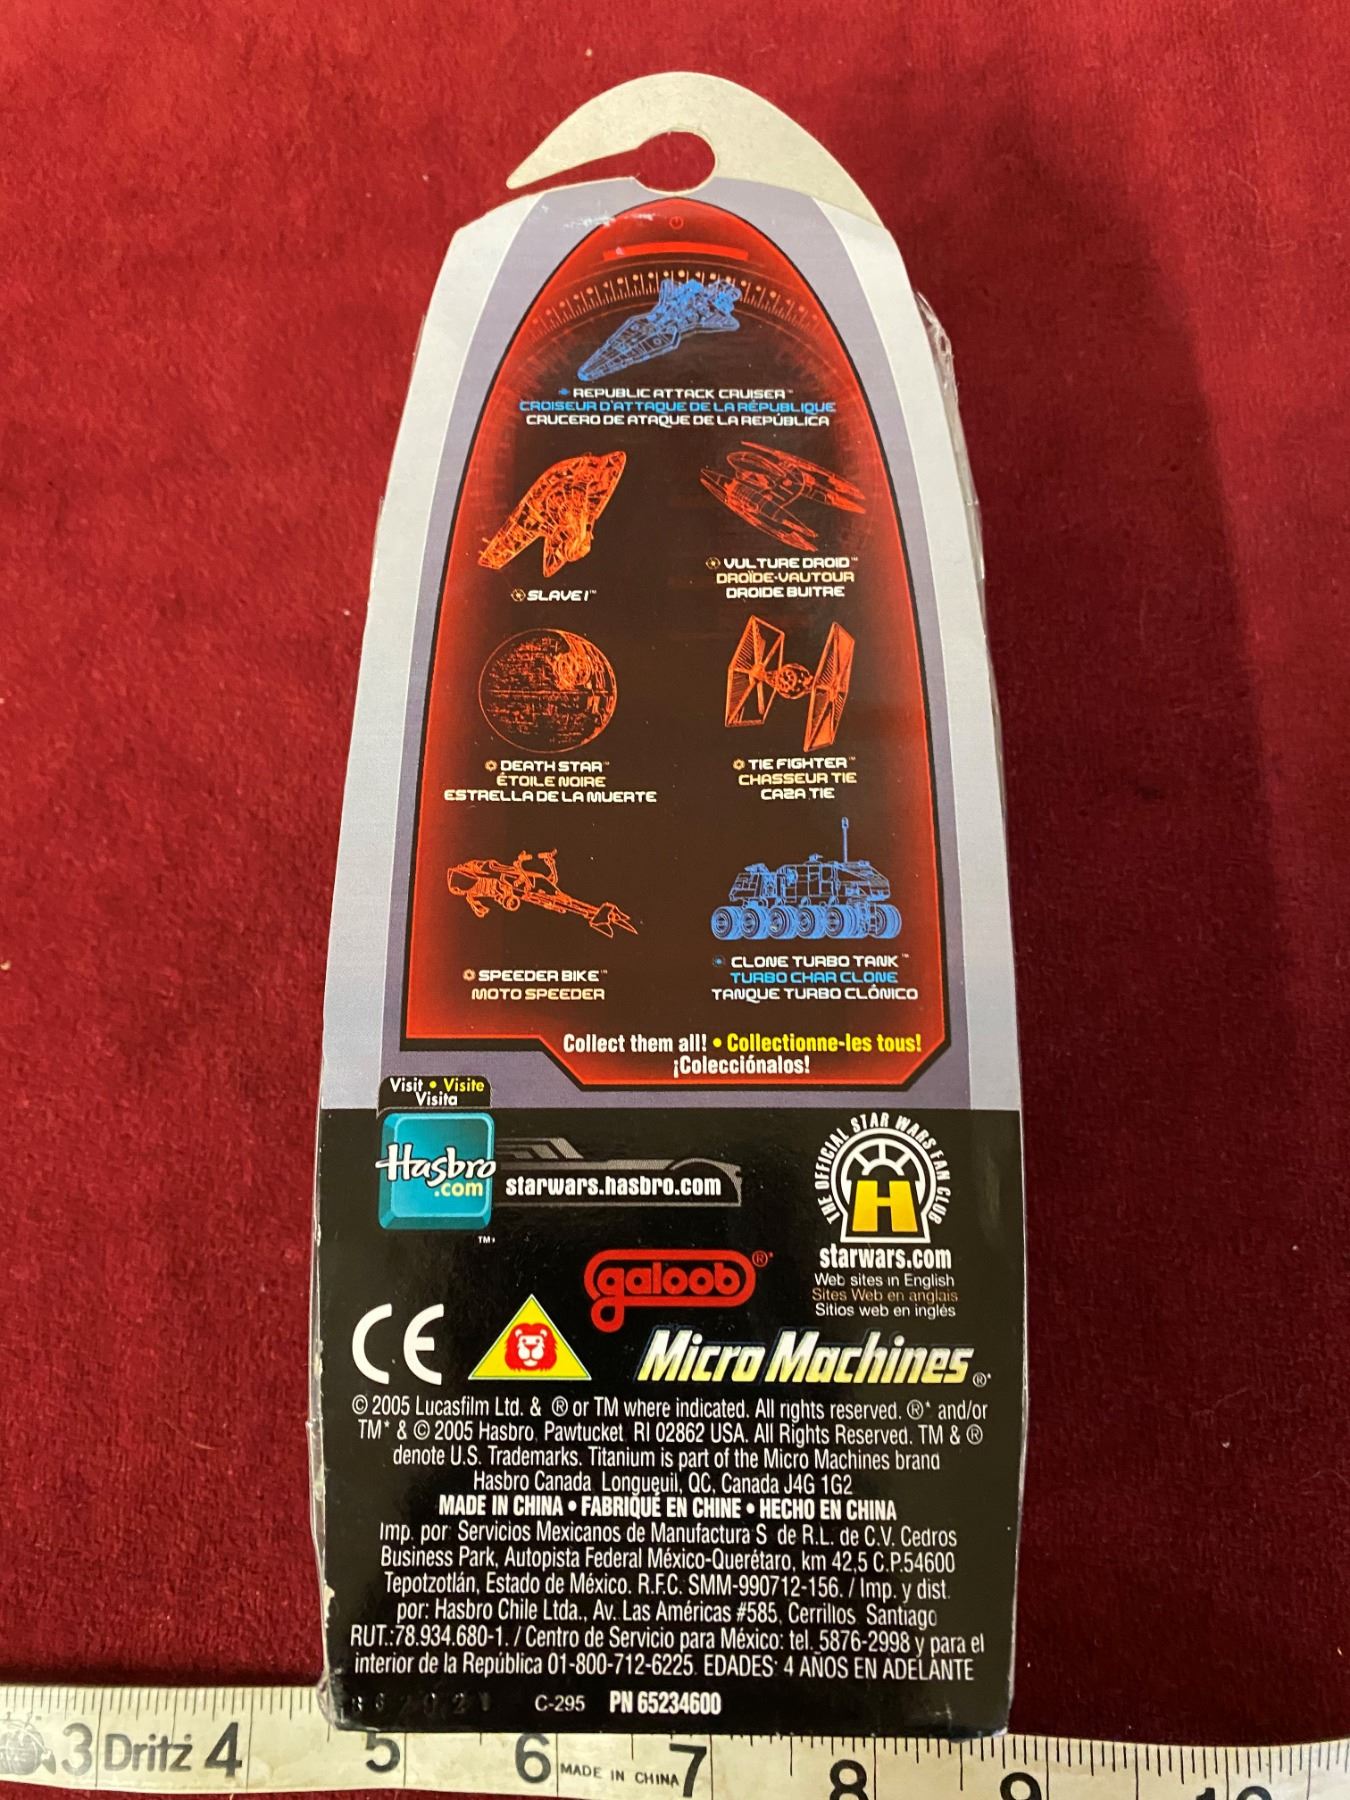 REPUBLIC ATTACK CRUISER™
CROISEUR D'ATTAQUE DE LA RÉPUBLIQUE
CRUCERO DE ATAQUE DE LA REPÚBLICA
SLAVE I™
VULTURE DROID™
DROÏDE-VAUTOUR
DROIDE BUITRE
DEATH STAR™
ÉTOILE NOIRE
ESTRELLA DE LA MUERTE
TIE FIGHTER™
CHASSEUR TIE
CAZA TIE
SPEEDER BIKE™
MOTO SPEEDER
CLONE TURBO TANK™
TURBO CHAR CLONE
TANQUE TURBO CLÓNICO
Collect them all! • Collectionne-les tous!
¡Colecciónalos!
Visit • Visite
Visita
Hasbro
.com
TM*
starwars.hasbro.com
THE OFFICIAL STAR WARS FAN CLUB
starwars.com
Web sites in English
Sites Web en anglais
Sitios web en inglés
galoob ®*
CE
Micro Machines ®*
© 2005 Lucasfilm Ltd. & ® or TM where indicated. All rights reserved. ®* and/or
TM* & © 2005 Hasbro, Pawtucket, RI 02862 USA. All Rights Reserved. TM & ®
denote U.S. Trademarks. Titanium is part of the Micro Machines brand
Hasbro Canada, Longueuil, QC, Canada J4G 1G2
MADE IN CHINA • FABRIQUÉ EN CHINE • HECHO EN CHINA
Imp. por: Servicios Mexicanos de Manufactura S. de R.L. de C.V. Cedros
Business Park, Autopista Federal México-Querétaro, km 42,5 C.P.54600
Tepotzotlán, Estado de México. R.F.C. SMM-990712-156. / Imp. y dist.
por: Hasbro Chile Ltda., Av. Las Américas #585, Cerrillos, Santiago
RUT.:78.934.680-1. / Centro de Servicio para México: tel. 5876-2998 y para el
interior de la República 01-800-712-6225. EDADES: 4 AÑOS EN ADELANTE
C-295 PN 65234600
3 Dritz 4 5 6 MADE IN CHINA 7 8 9 10